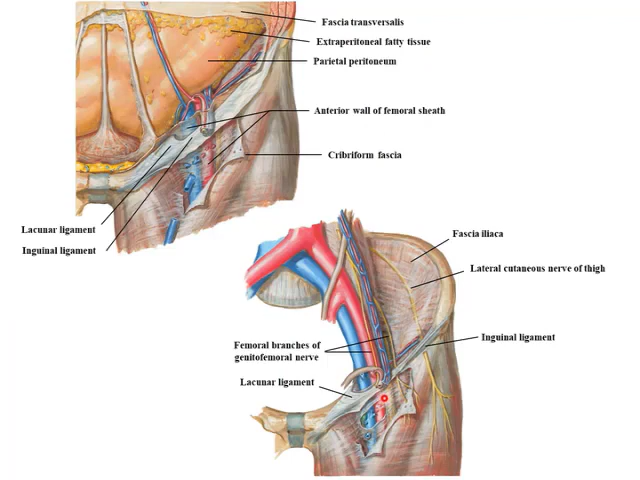 Fascia transversalis
Extraperitoneal fatty tissue
Parietal peritoneum
Anterior wall of femoral sheath
Cribriform fascia
Lacunar ligament
Inguinal ligament
Fascia iliaca
Lateral cutaneous nerve of thigh
Inguinal ligament
Femoral branches of
genitofemoral nerve
Lacunar ligament